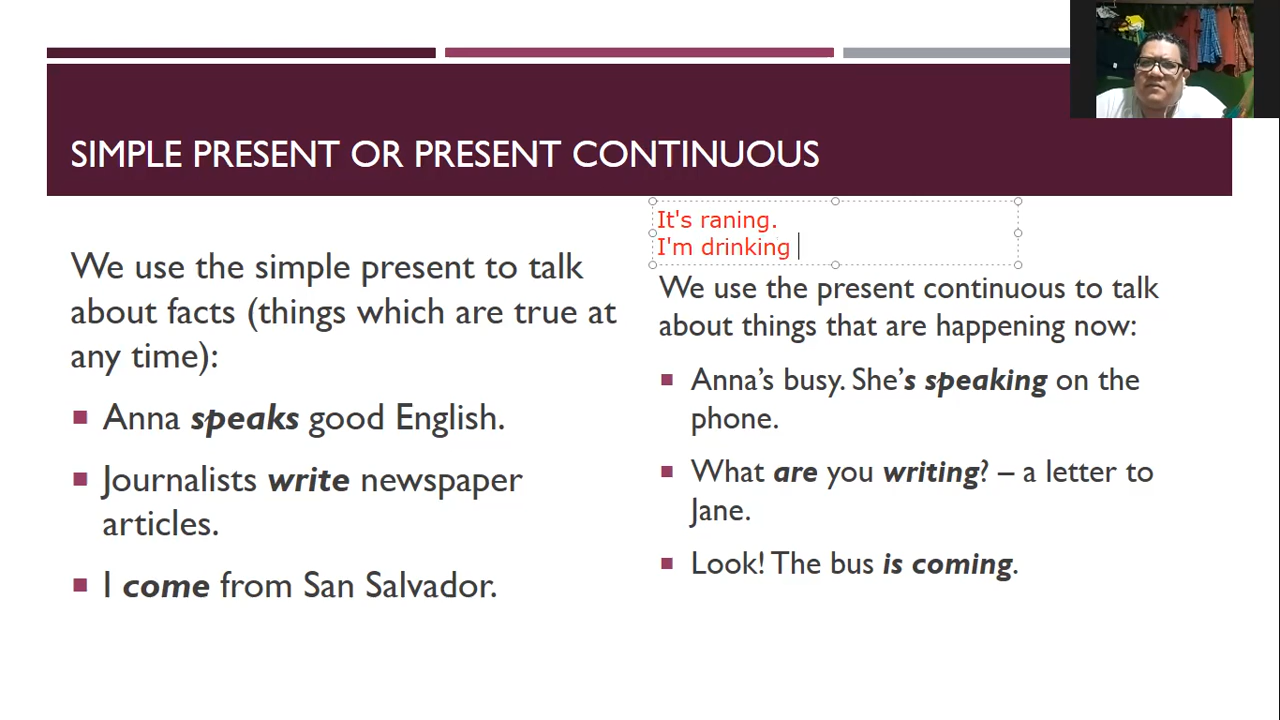 SIMPLE PRESENT OR PRESENT CONTINUOUS
We use the simple present to talk
about facts (things which are true at
any time):
Anna speaks good English.
Journalists write newspaper
articles.
I come from San Salvador.
It's raning.
I'm drinking
We use the present continuous to talk
about things that are happening now:
Anna’s busy. She’s speaking on the
phone.
What are you writing? – a letter to
Jane.
Look! The bus is coming.